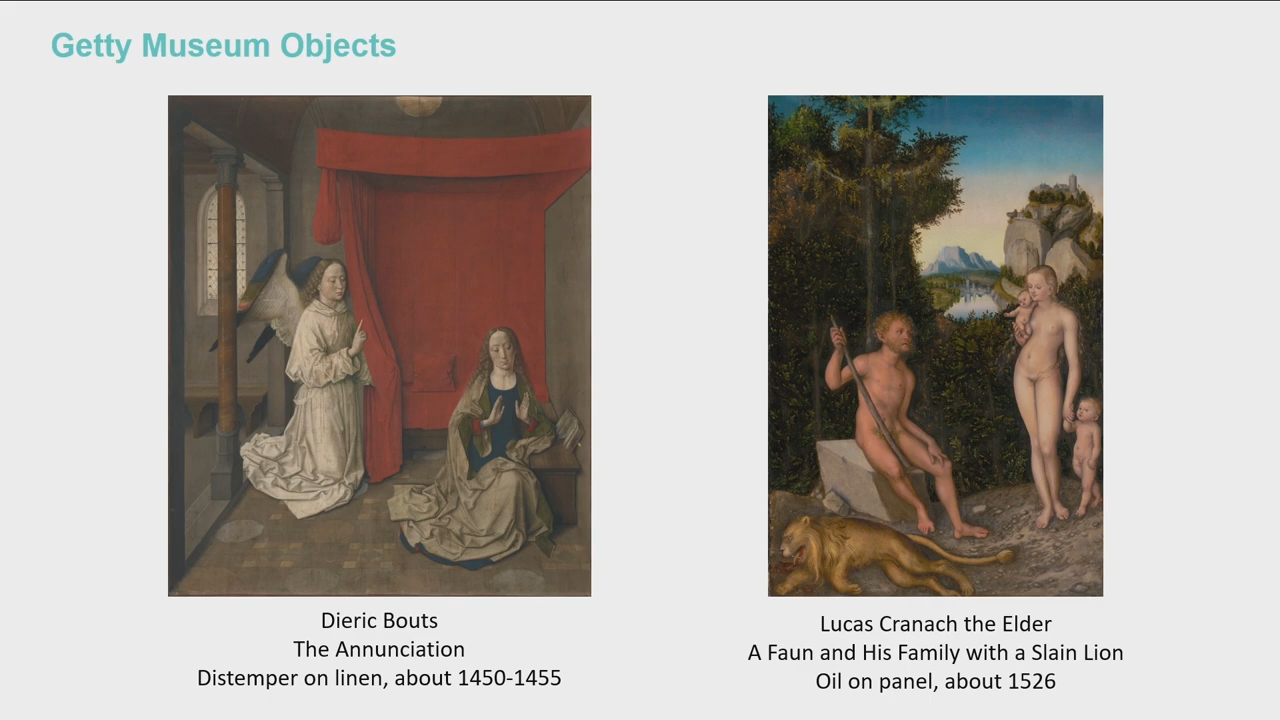 Getty Museum Objects
Dieric Bouts
The Annunciation
Distemper on linen, about 1450-1455
Lucas Cranach the Elder
A Faun and His Family with a Slain Lion
Oil on panel, about 1526